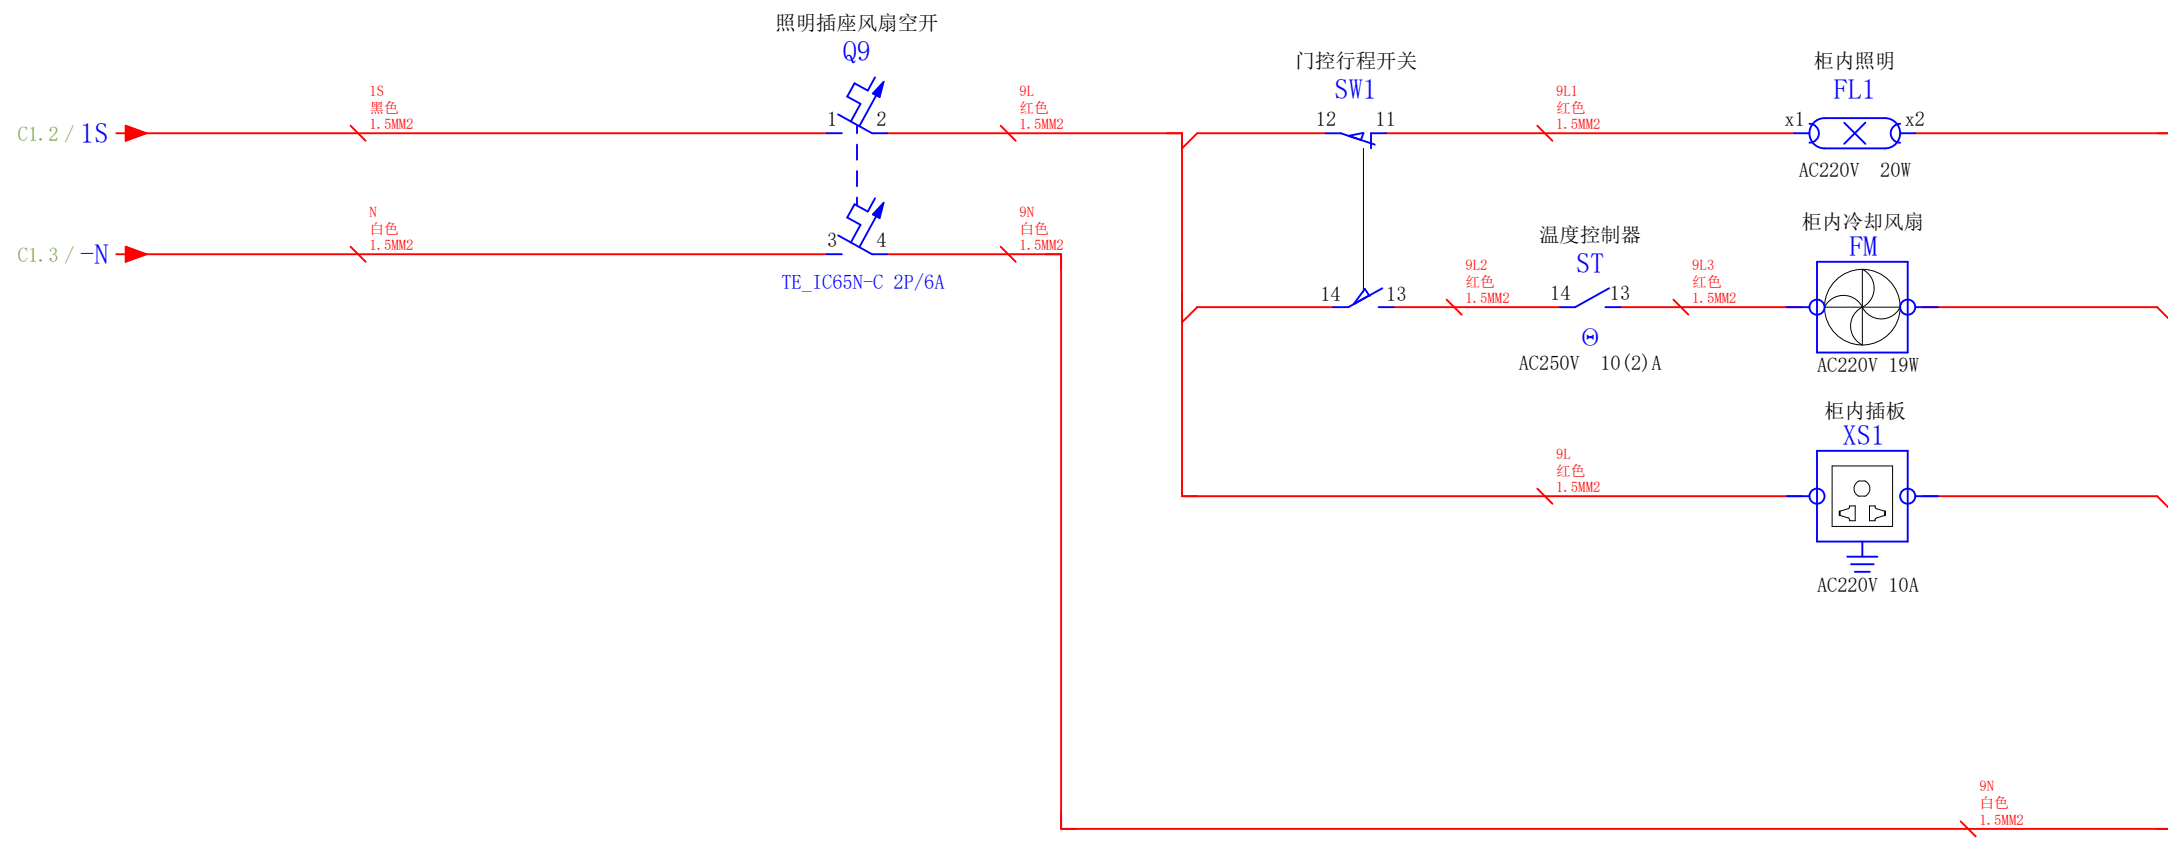 照明插座风扇空开
Q9
门控行程开关
SW1
柜内照明
FL1
1S
黑色
1.5MM2
9L
红色
1.5MM2
9L1
红色
1.5MM2
C1.2 / 1S
1
2
12
11
x1
x2
AC220V 20W
N
白色
1.5MM2
9N
白色
1.5MM2
C1.3 / -N
3
4
TE_IC65N-C 2P/6A
温度控制器
ST
柜内冷却风扇
FM
9L2
红色
1.5MM2
9L3
红色
1.5MM2
14
13
14
13
Θ
AC250V 10(2)A
AC220V 19W
柜内插板
XS1
9L
红色
1.5MM2
AC220V 10A
9N
白色
1.5MM2